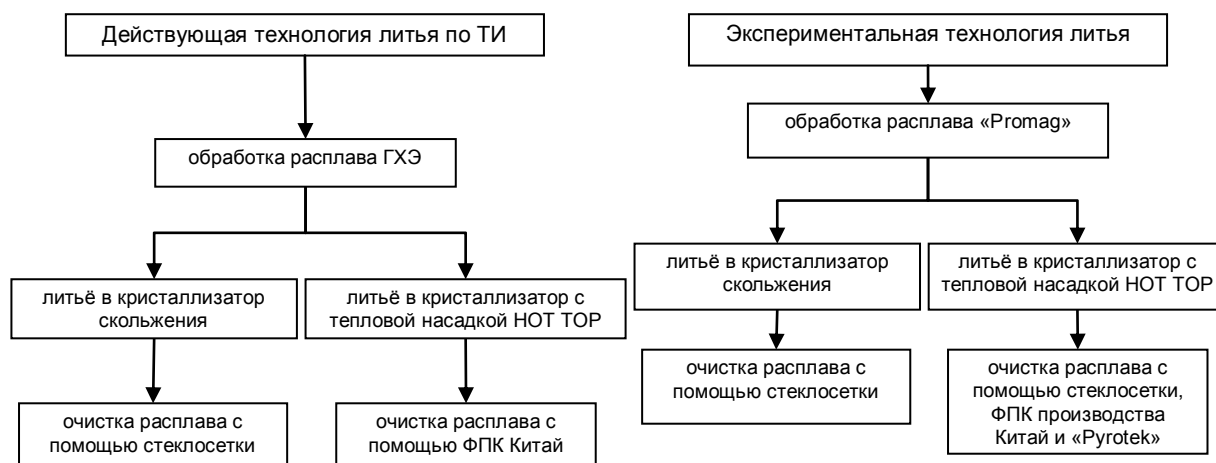 Действующая технология литья по ТИ
обработка расплава ГХЭ
литьё в кристаллизатор
скольжения
литьё в кристаллизатор с
тепловой насадкой HOT TOP
очистка расплава с
помощью стеклосетки
очистка расплава с
помощью ФПК Китай
Экспериментальная технология литья
обработка расплава «Promag»
литьё в кристаллизатор
скольжения
литьё в кристаллизатор с
тепловой насадкой HOT TOP
очистка расплава с
помощью стеклосетки
очистка расплава с
помощью стеклосетки,
ФПК производства
Китай и «Pyrotek»